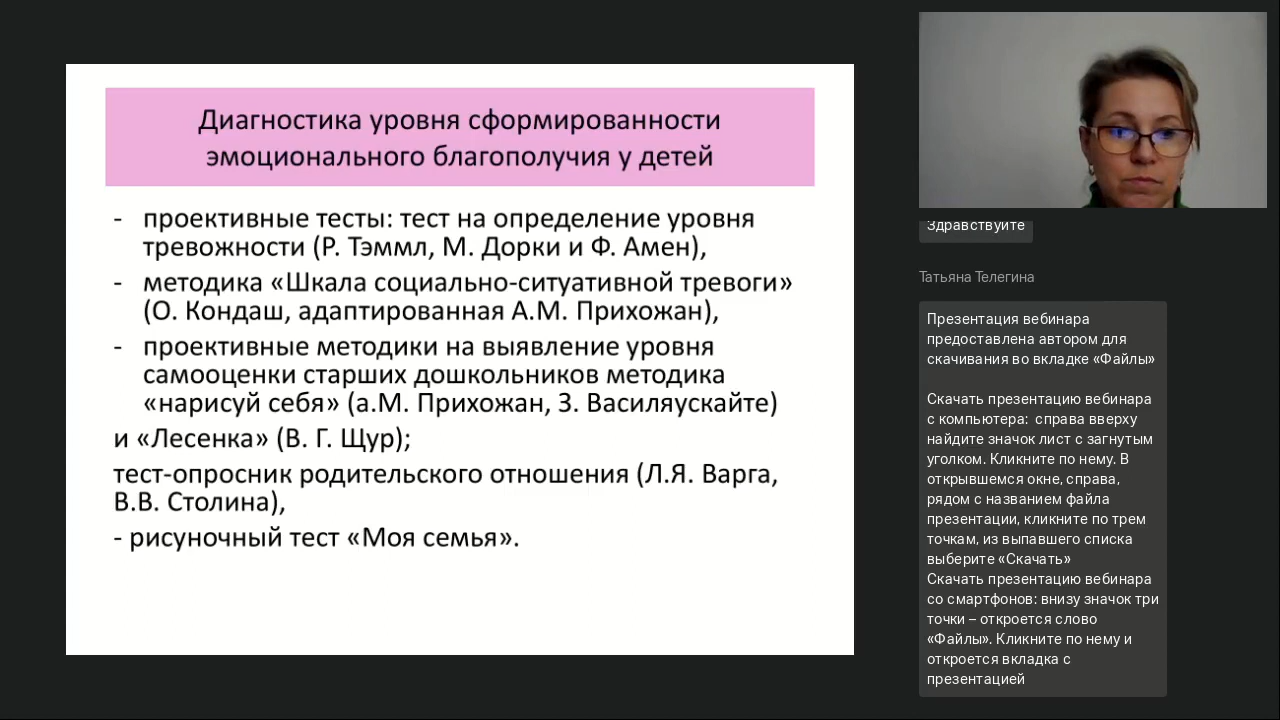 Диагностика уровня сформированности
эмоционального благополучия у детей
- проективные тесты: тест на определение уровня
тревожности (Р. Тэммл, М. Дорки и Ф. Амен),
- методика «Шкала социально-ситуативной тревоги»
(О. Кондаш, адаптированная А.М. Прихожан),
- проективные методики на выявление уровня
самооценки старших дошкольников методика
«нарисуй себя» (а.М. Прихожан, З. Василяускайте)
и «Лесенка» (В. Г. Щур);
тест-опросник родительского отношения (Л.Я. Варга,
В.В. Столина),
- рисуночный тест «Моя семья».
Здравствуйте
Татьяна Телегина
Презентация вебинара
предоставлена автором для
скачивания во вкладке «Файлы»
Скачать презентацию вебинара
с компьютера: справа вверху
найдите значок лист с загнутым
уголком. Кликните по нему. В
открывшемся окне, справа,
рядом с названием файла
презентации, кликните по трем
точкам, из выпавшего списка
выберите «Скачать»
Скачать презентацию вебинара
со смартфонов: внизу значок три
точки – откроется слово
«Файлы». Кликните по нему и
откроется вкладка с
презентацией